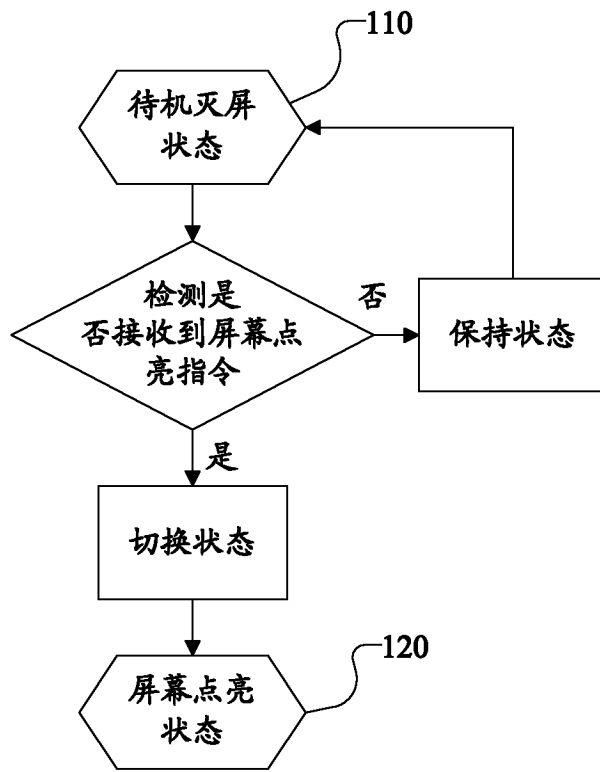 110
待机灭屏
状态
检测是
否接收到屏幕点
亮指令
否
保持状态
是
切换状态
120
屏幕点亮
状态